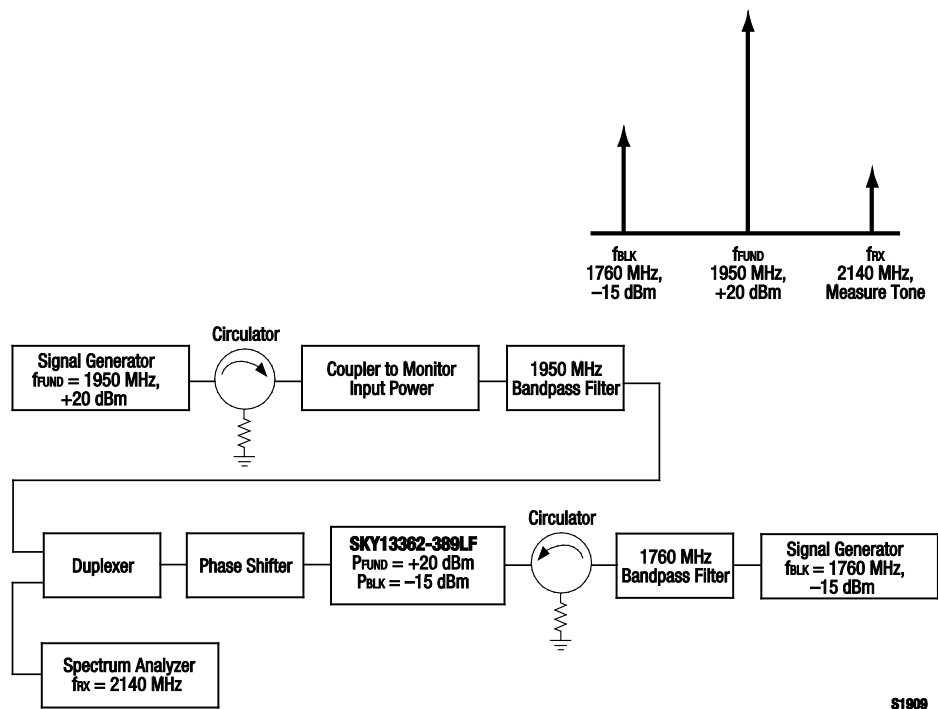 fBLK
1760 MHz,
–15 dBm
fFUND
1950 MHz,
+20 dBm
fRX
2140 MHz,
Measure Tone
Signal Generator
fFUND = 1950 MHz,
+20 dBm
Circulator
Coupler to Monitor
Input Power
1950 MHz
Bandpass Filter
Duplexer
Phase Shifter
SKY13362-389LF
PFUND = +20 dBm
PBLK = –15 dBm
Circulator
1760 MHz
Bandpass Filter
Signal Generator
fBLK = 1760 MHz,
–15 dBm
Spectrum Analyzer
fRX = 2140 MHz
S1909